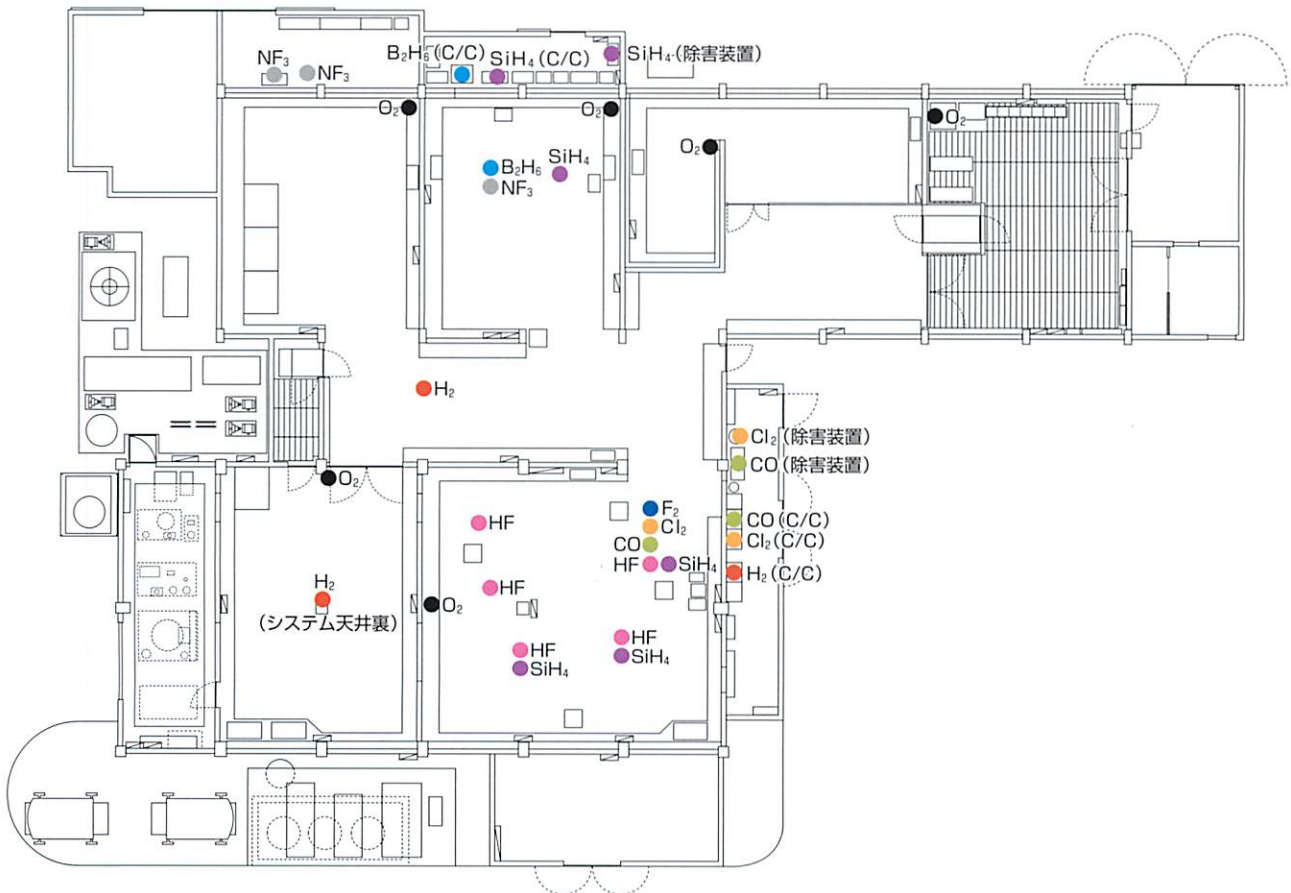 B₂H₆ (C/C)
SiH₄ (C/C)
SiH₄ (除害装置)
NF₃
NF₃
O₂
O₂
O₂
O₂
B₂H₆
SiH₄
NF₃
H₂
Cl₂ (除害装置)
CO (除害装置)
O₂
F₂
HF
Cl₂
CO (C/C)
CO
Cl₂ (C/C)
HF
SiH₄
H₂ (C/C)
HF
H₂
O₂
(システム天井裏)
HF
HF
SiH₄
SiH₄